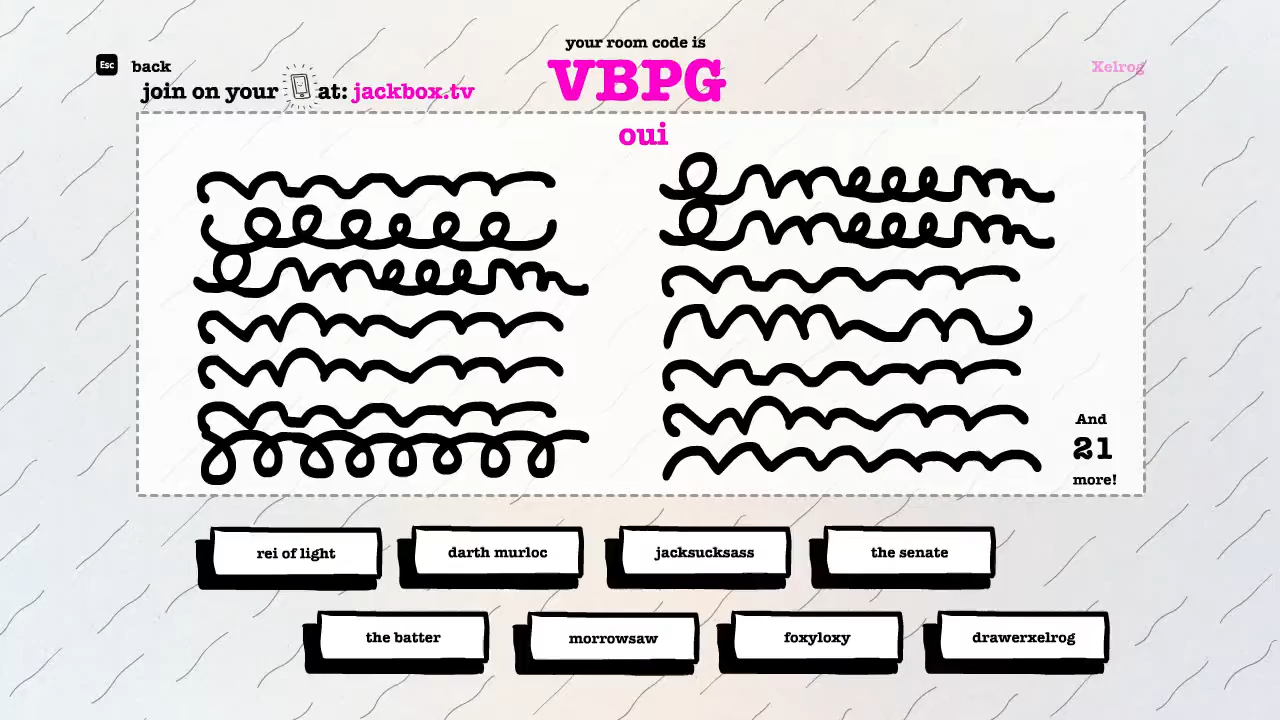 your room code is
Esc back
VBPG
Xelrog
join on your at: jackbox.tv
oui
And
21
more!
rei of light
darth murloc
jacksucksass
the senate
the batter
morrowsaw
foxyloxy
drawerxelrog